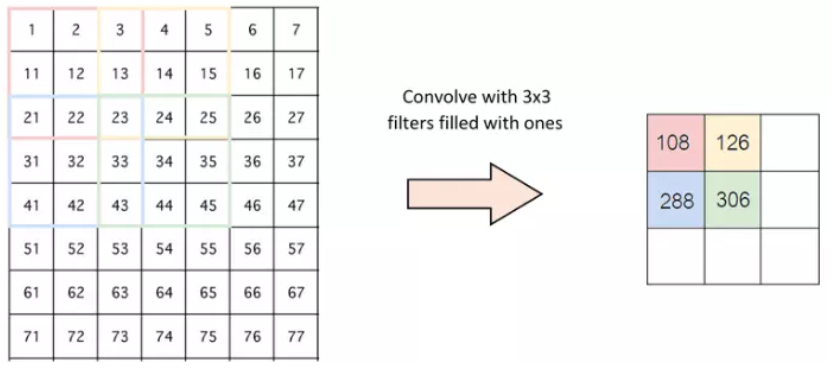 1 2 3 4 5 6 7
11 12 13 14 15 16 17
21 22 23 24 25 26 27
31 32 33 34 35 36 37
41 42 43 44 45 46 47
51 52 53 54 55 56 57
61 62 63 64 65 66 67
71 72 73 74 75 76 77
Convolve with 3x3
filters filled with ones
108 126
288 306